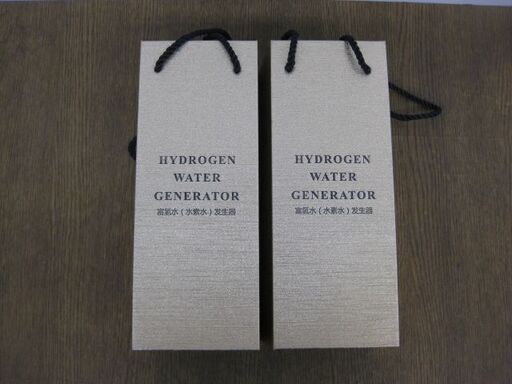 HYDROGEN
WATER
GENERATOR
富氢水（水素水）发生器
HYDROGEN
WATER
GENERATOR
富氢水（水素水）发生器